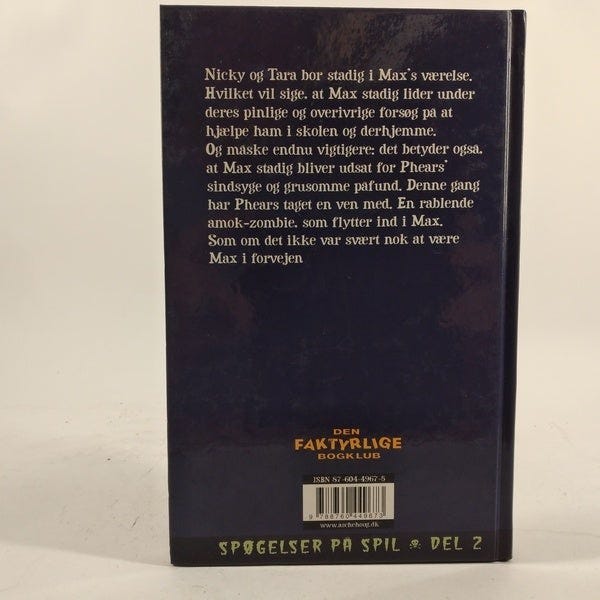 Nicky og Tara bor stadig i Max's værelse.
Hvilket vil sige, at Max stadig lider under
deres pinlige og overivrige forsøg på at
hjælpe ham i skolen og derhjemme.
Og måske endnu vigtigere: det betyder også,
at Max stadig bliver udsat for Phears'
sindsyge og grusomme påfund. Denne gang
har Phears taget en ven med. En rablende
amok-zombie, som flytter ind i Max.
Som om det ikke var svært nok at være
Max i forvejen
DEN
FAKTYRLIGE
BOGKLUB
ISBN 87-604-4967-5
9 788760 449673
www.aschehoug.dk
SPØGELSER PÅ SPIL ☠ DEL 2